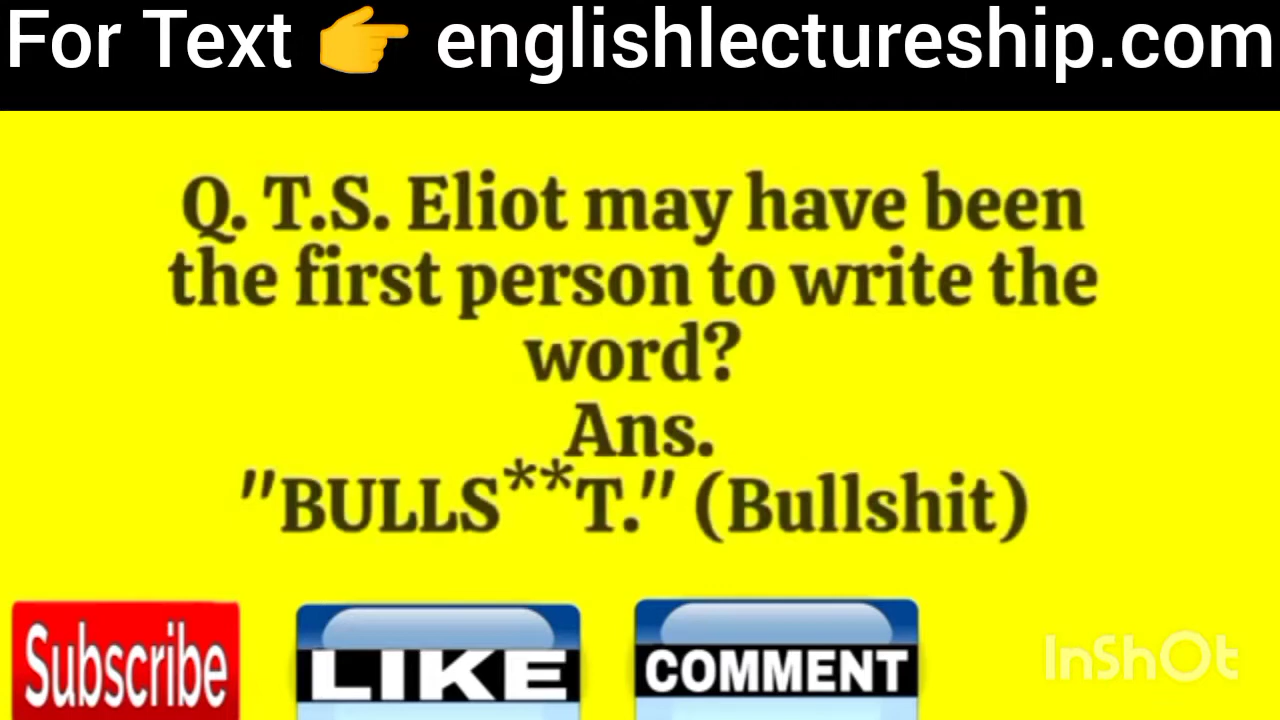 For Text 👉 englishlectureship.com
Q. T.S. Eliot may have been
the first person to write the
word?
Ans.
"BULLS**T." (Bullshit)
Subscribe
LIKE
COMMENT
InShOt